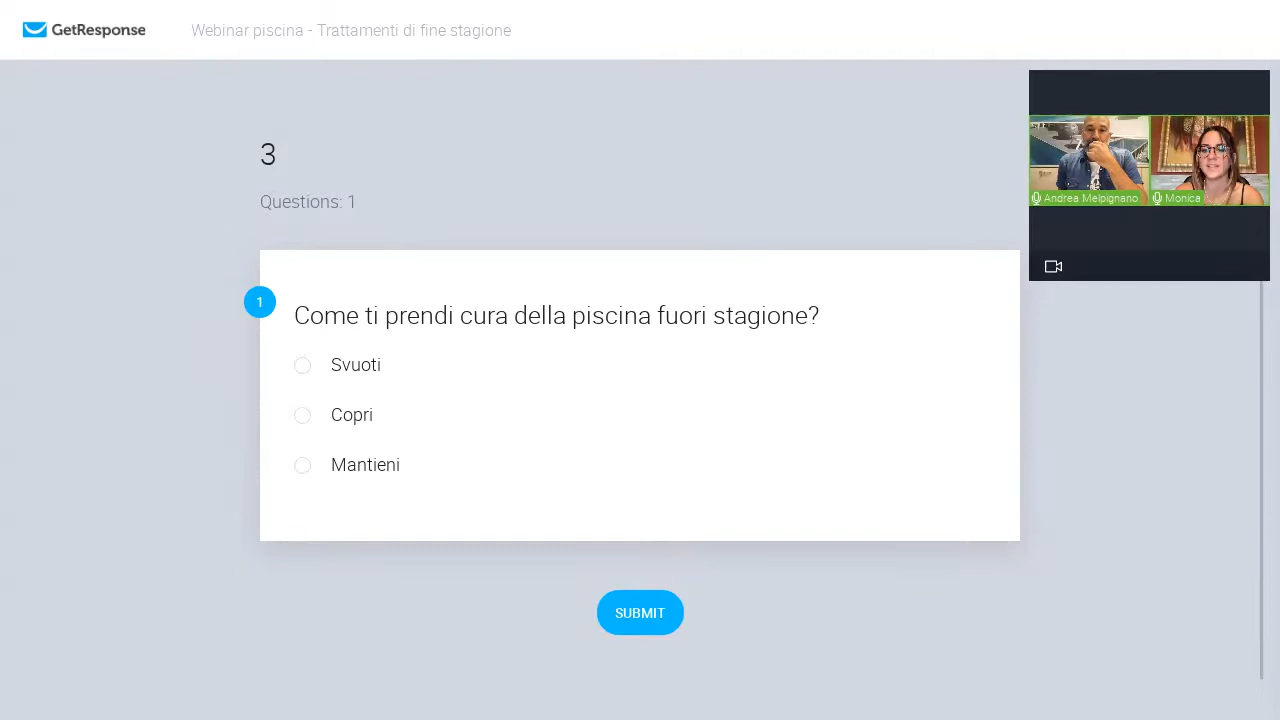 GetResponse
Webinar piscina - Trattamenti di fine stagione
3
Questions: 1
1
Come ti prendi cura della piscina fuori stagione?
Svuoti
Copri
Mantieni
SUBMIT
Andrea Melpignano
Monica